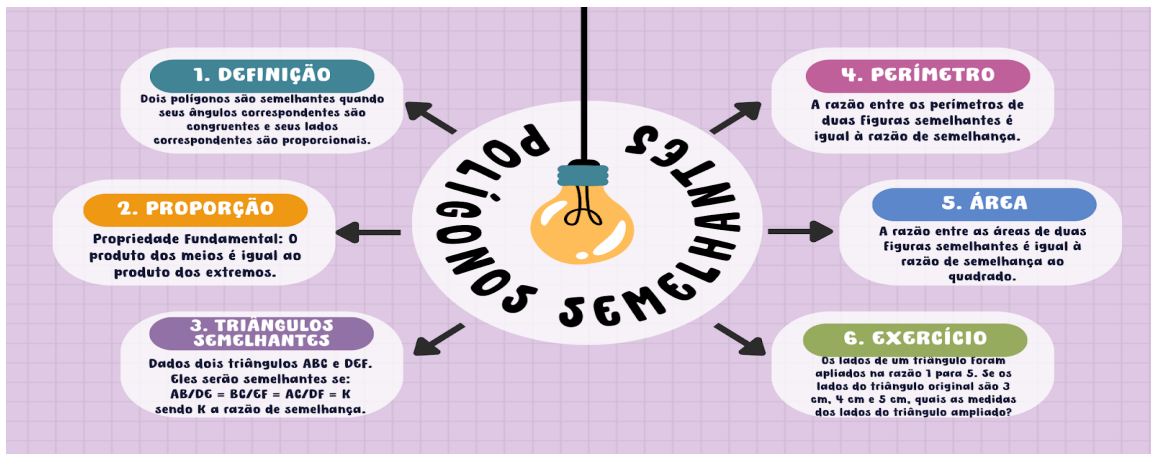 POLÍGONOS SEMELHANTES
1. DEFINIÇÃO
Dois polígonos são semelhantes quando
seus ângulos correspondentes são
congruentes e seus lados
correspondentes são proporcionais.
2. PROPORÇÃO
Propriedade Fundamental: O
produto dos meios é igual ao
produto dos extremos.
3. TRIÂNGULOS
SEMELHANTES
Dados dois triângulos ABC e DEF.
Eles serão semelhantes se:
AB/DE = BC/EF = AC/DF = K
sendo K a razão de semelhança.
4. PERÍMETRO
A razão entre os perímetros de
duas figuras semelhantes é
igual à razão de semelhança.
5. ÁREA
A razão entre as áreas de duas
figuras semelhantes é igual à
razão de semelhança ao
quadrado.
6. EXERCÍCIO
Os lados de um triângulo foram
apliados na razão 1 para 5. Se os
lados do triângulo original são 3
cm, 4 cm e 5 cm, quais as medidas
dos lados do triângulo ampliado?